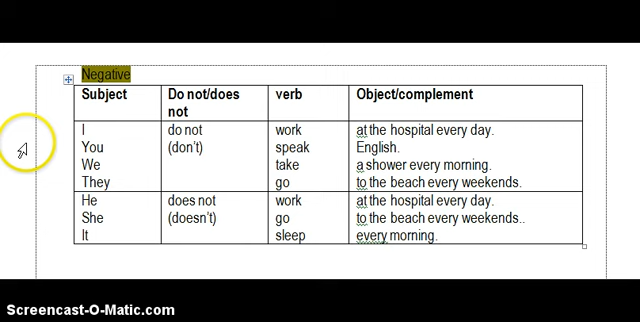 Negative
Subject Do not/does not verb Object/complement
I do not work at the hospital every day.
You (don't) speak English.
We take a shower every morning.
They go to the beach every weekends.
He does not work at the hospital every day.
She (doesn't) go to the beach every weekends..
It sleep every morning.
Screencast-O-Matic.com